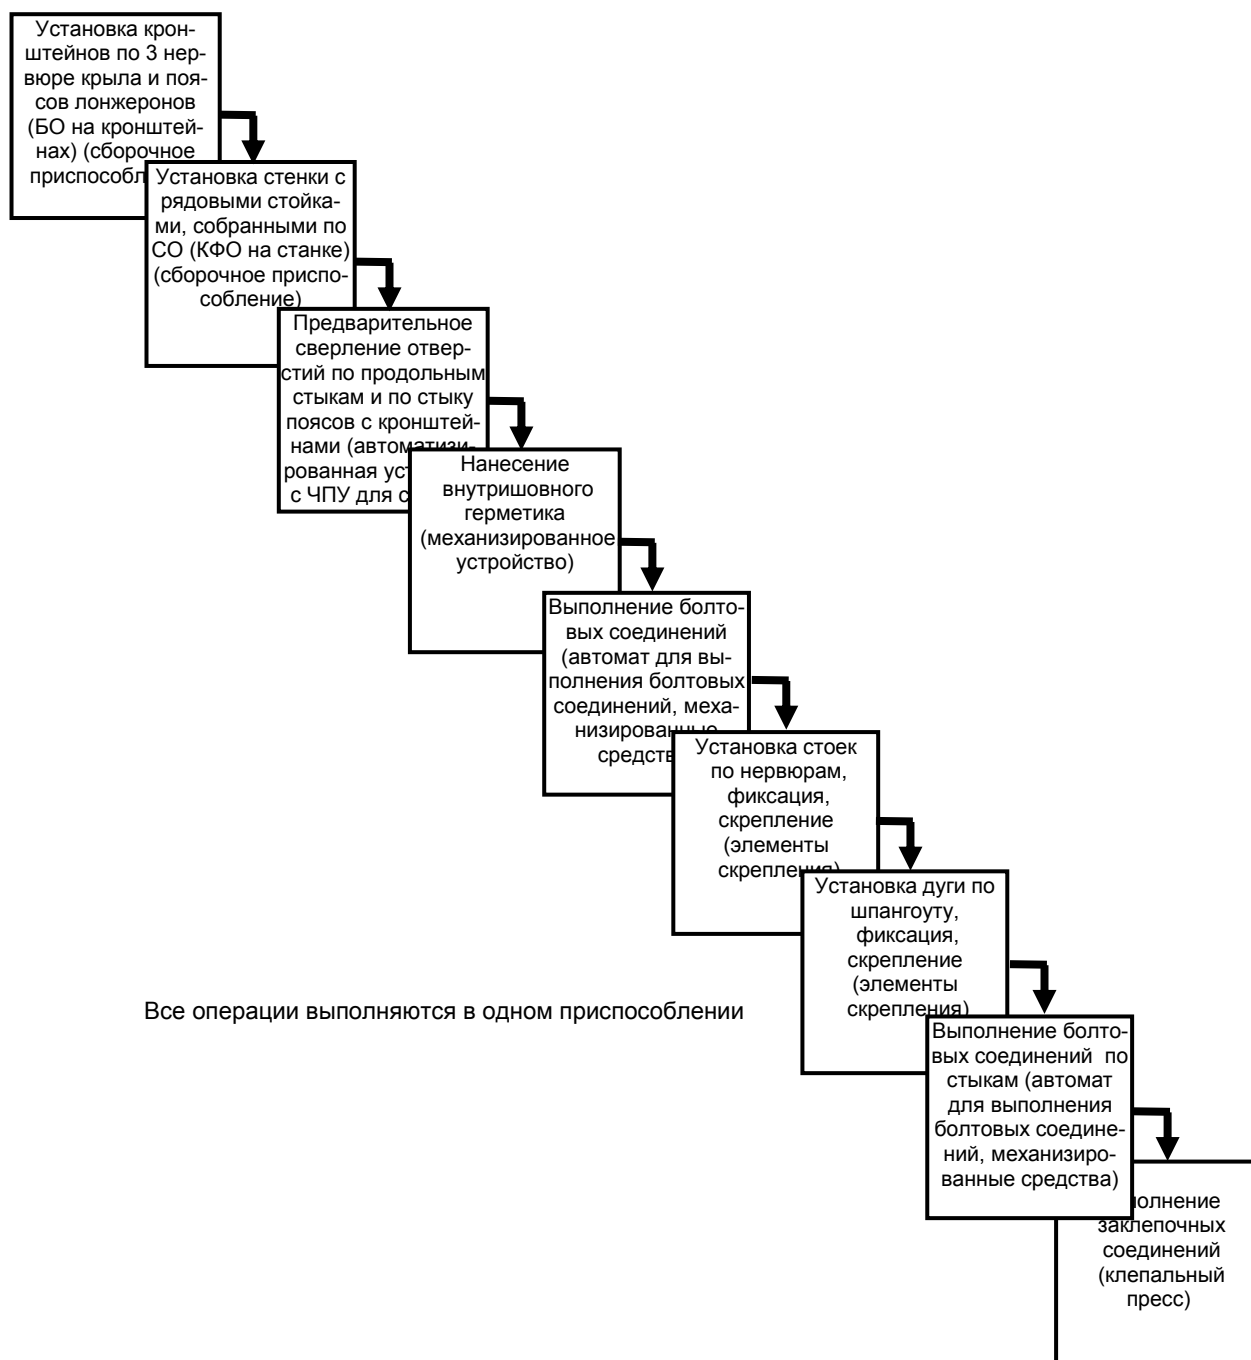 Установка крон-
штейнов по 3 нер-
вюре крыла и поя-
сов лонжеронов
(БО на кронштей-
нах) (сборочное
Установка стенки с
рядовыми стойка-
ми, собранными по
СО (КФО на станке)
(сборочное приспо-
собление)
Предварительное
сверление отвер-
стий по продольным
стыкам и по стыку
поясов с кронштей-
нами (автоматизи-
рованная
с ЧПУ для
Нанесение
внутришовного
герметика
(механизированное
устройство)
Выполнение болто-
вых соединений
(автомат для вы-
полнения болтовых
соединений, меха-
низированные
Установка стоек
по нервюрам,
фиксация,
скрепление
(элементы
скрепления)
Установка дуги по
шпангоуту,
фиксация,
скрепление
(элементы
скрепления)
Все операции выполняются в одном приспособлении
Выполнение болто-
вых соединений по
стыкам (автомат
для выполнения
болтовых соедине-
ний, механизиро-
ванные средства)
заклепочных
соединений
(клепальный
пресс)